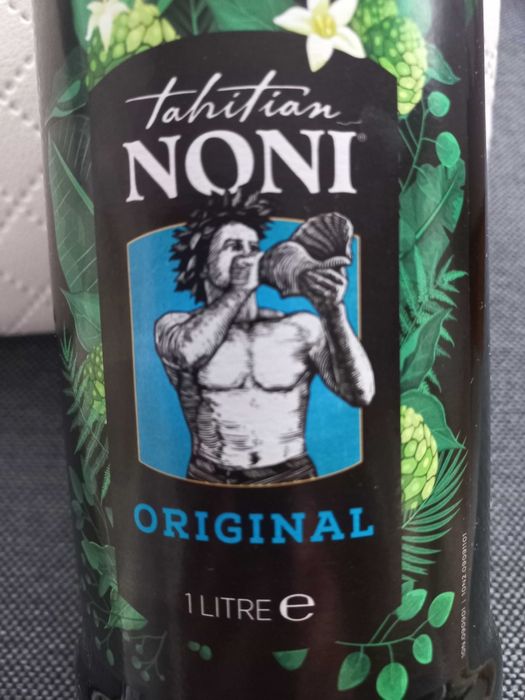 tahitian
NONI®
ORIGINAL
1 LITRE ℮